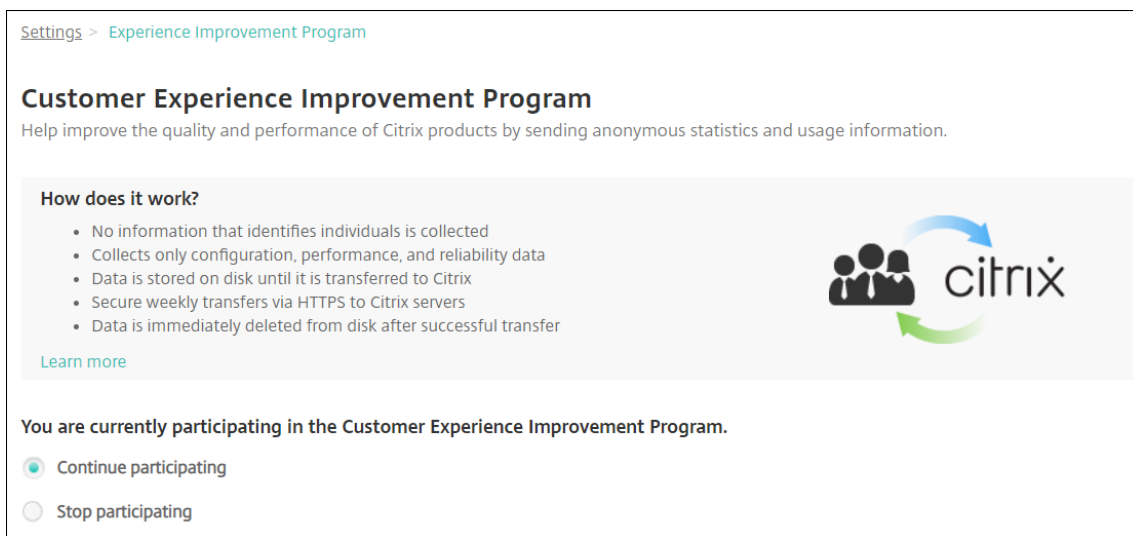 Settings > Experience Improvement Program
Customer Experience Improvement Program
Help improve the quality and performance of Citrix products by sending anonymous statistics and usage information.
How does it work?
• No information that identifies individuals is collected
• Collects only configuration, performance, and reliability data
• Data is stored on disk until it is transferred to Citrix
• Secure weekly transfers via HTTPS to Citrix servers
• Data is immediately deleted from disk after successful transfer
citrix
Learn more
You are currently participating in the Customer Experience Improvement Program.
Continue participating
Stop participating